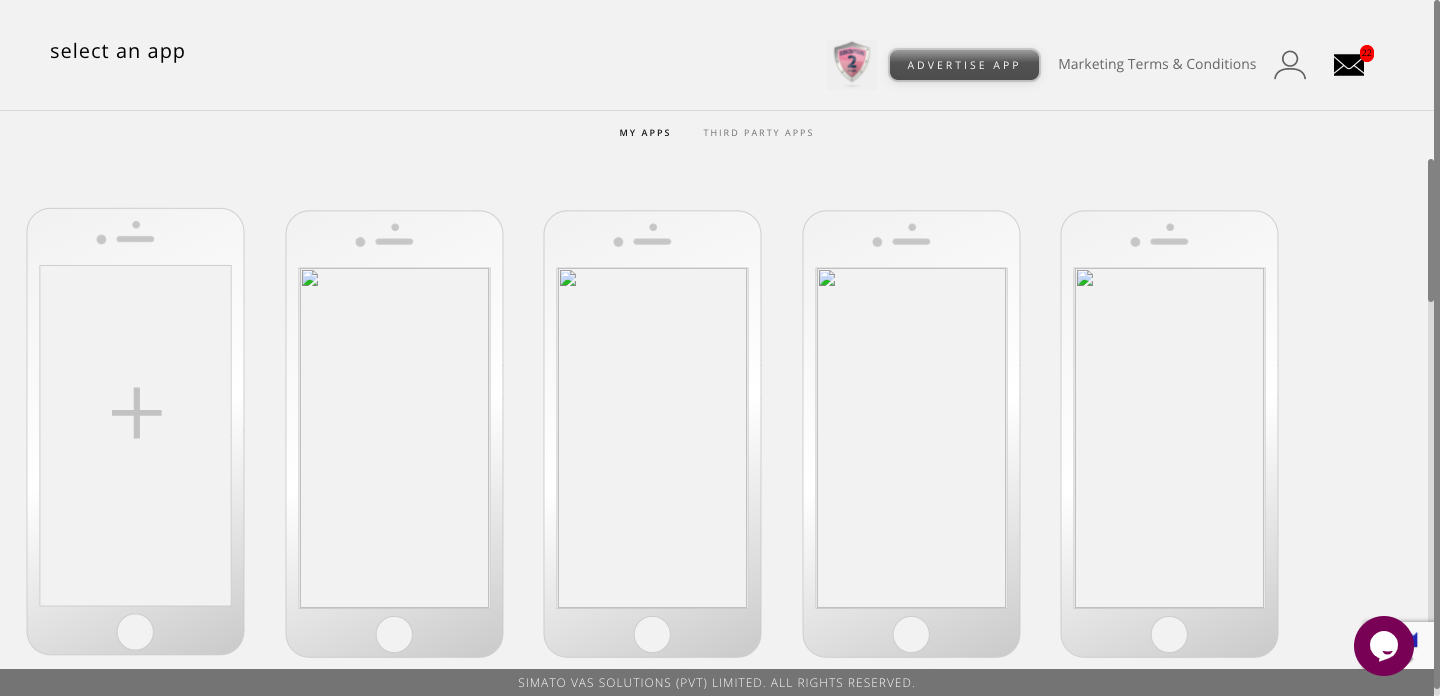 select an app
2
ADVERTISE APP
Marketing Terms & Conditions
22
MY APPS
THIRD PARTY APPS
SIMATO VAS SOLUTIONS (PVT) LIMITED. ALL RIGHTS RESERVED.